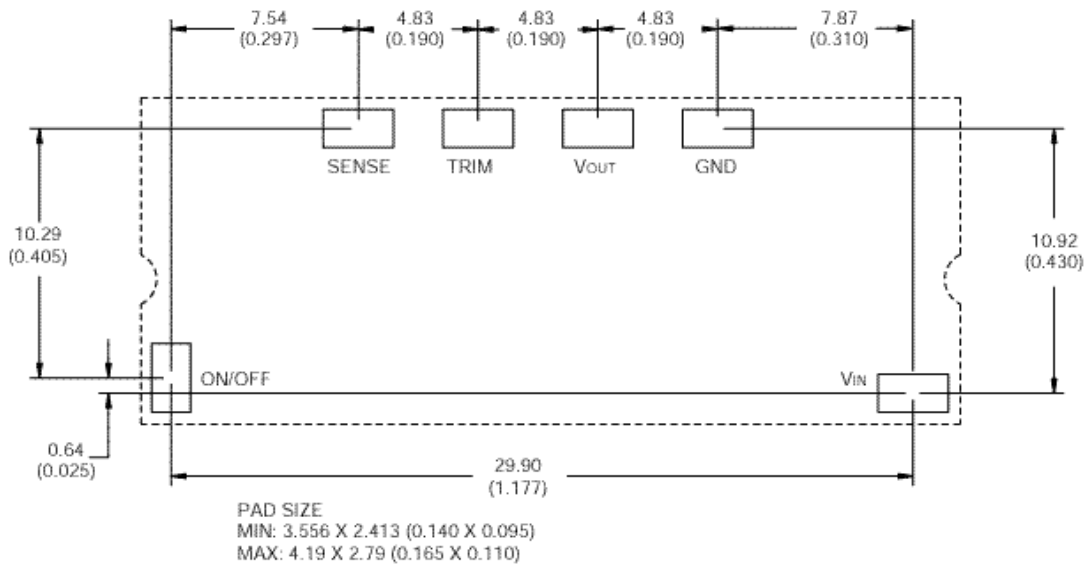 7.54
(0.297)
4.83
(0.190)
4.83
(0.190)
4.83
(0.190)
7.87
(0.310)
SENSE
TRIM
VOUT
GND
10.29
(0.405)
10.92
(0.430)
ON/OFF
VIN
0.64
(0.025)
29.90
(1.177)
PAD SIZE
MIN: 3.556 X 2.413 (0.140 X 0.095)
MAX: 4.19 X 2.79 (0.165 X 0.110)